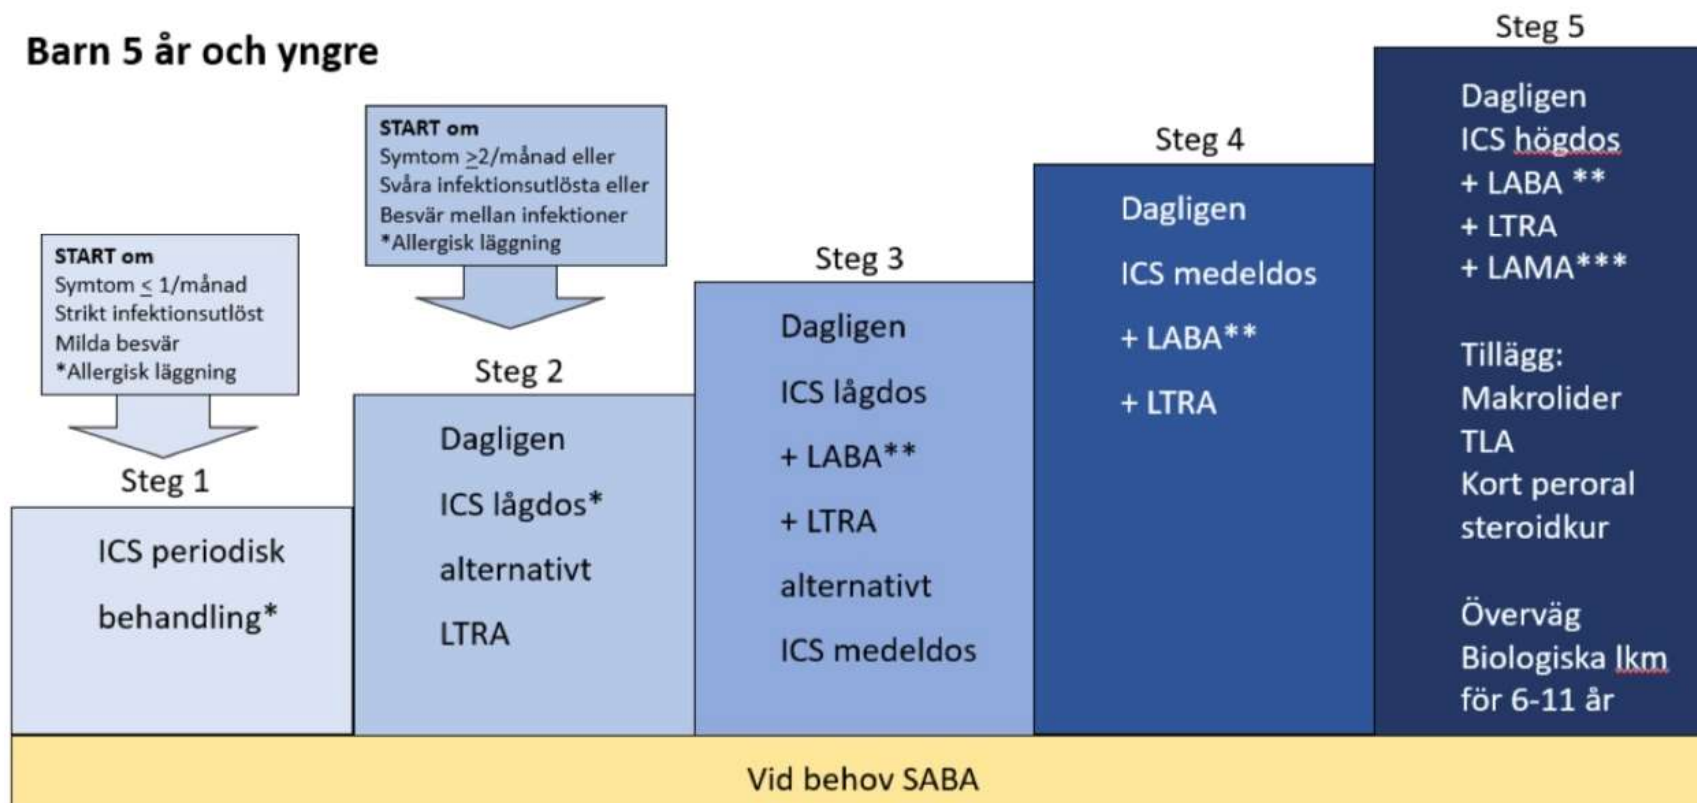 Barn 5 år och yngre
START om
Symtom ≤ 1/månad
Strikt infektionsutlöst
Milda besvär
*Allergisk läggning
Steg 1
ICS periodisk
behandling*
START om
Symtom ≥2/månad eller
Svåra infektionsutlösta eller
Besvär mellan infektioner
*Allergisk läggning
Steg 2
Dagligen
ICS lågdos*
alternativt
LTRA
Steg 3
Dagligen
ICS lågdos
+ LABA**
+ LTRA
alternativt
ICS medeldos
Steg 4
Dagligen
ICS medeldos
+ LABA**
+ LTRA
Steg 5
Dagligen
ICS högdos
+ LABA **
+ LTRA
+ LAMA***
Tillägg:
Makrolider
TLA
Kort peroral
steroidkur
Överväg
Biologiska lkm
för 6-11 år
Vid behov SABA